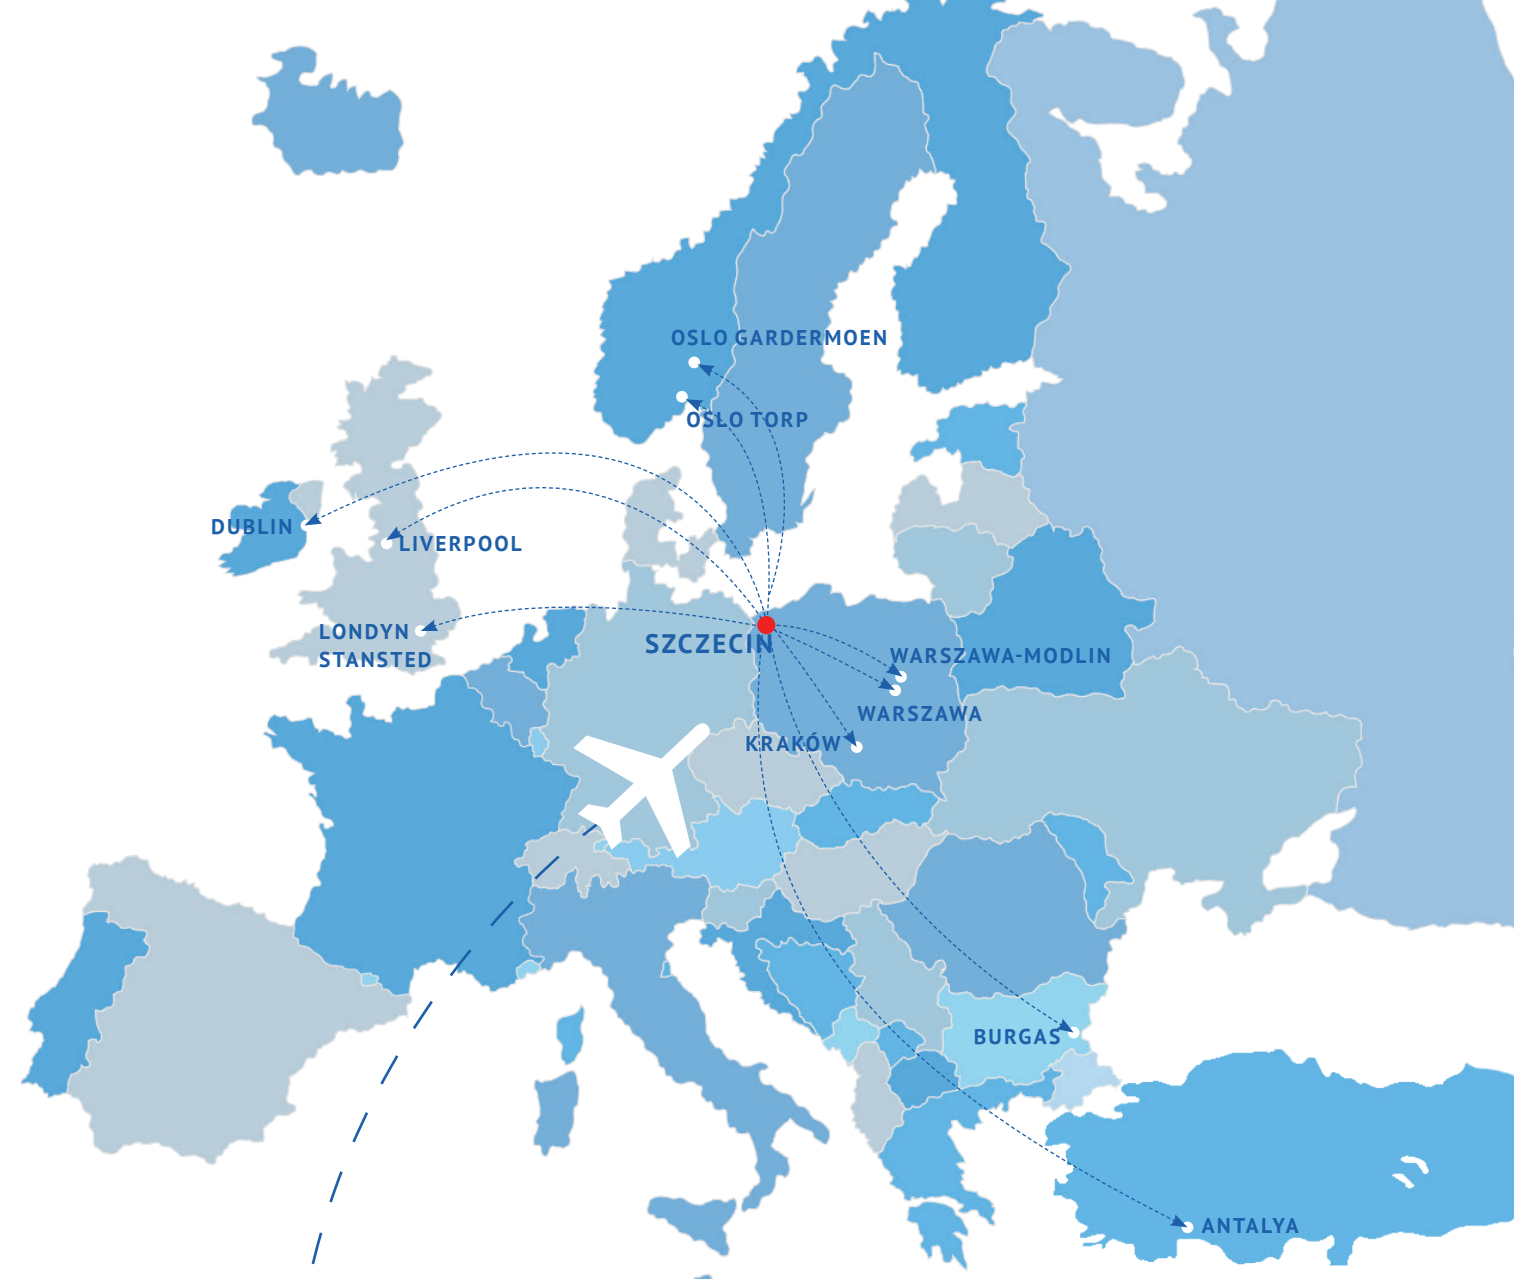 OSLO GARDERMOEN
OSLO TORP
DUBLIN
LIVERPOOL
LONDYN
STANSTED
SZCZECIN
WARSZAWA-MODLIN
WARSZAWA
KRAKÓW
BURGAS
ANTALYA